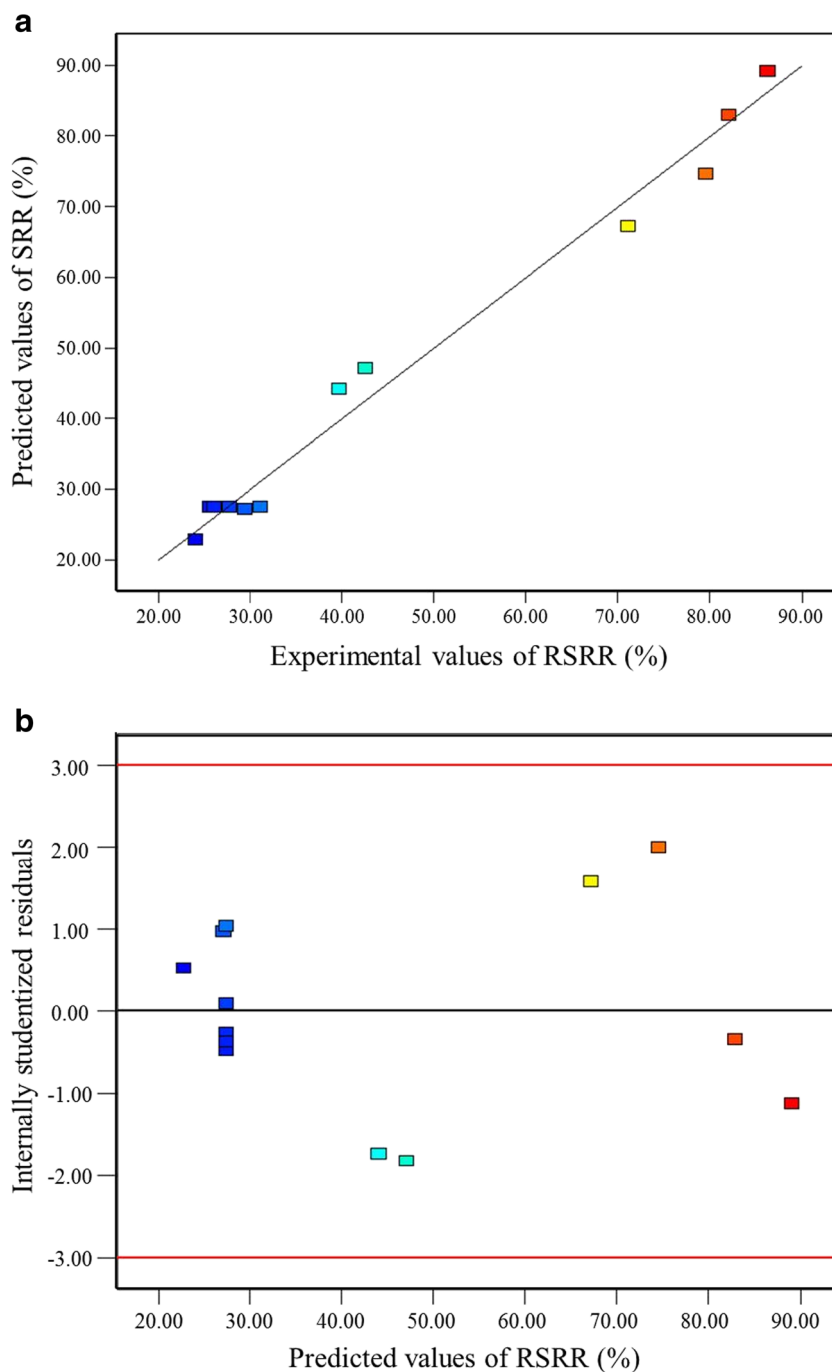 a
90.00
80.00
70.00
60.00
50.00
40.00
30.00
20.00
Predicted values of SRR (%)
20.00 30.00 40.00 50.00 60.00 70.00 80.00 90.00
Experimental values of RSRR (%)
b
3.00
2.00
1.00
0.00
-1.00
-2.00
-3.00
Internally studentized residuals
20.00 30.00 40.00 50.00 60.00 70.00 80.00 90.00
Predicted values of RSRR (%)